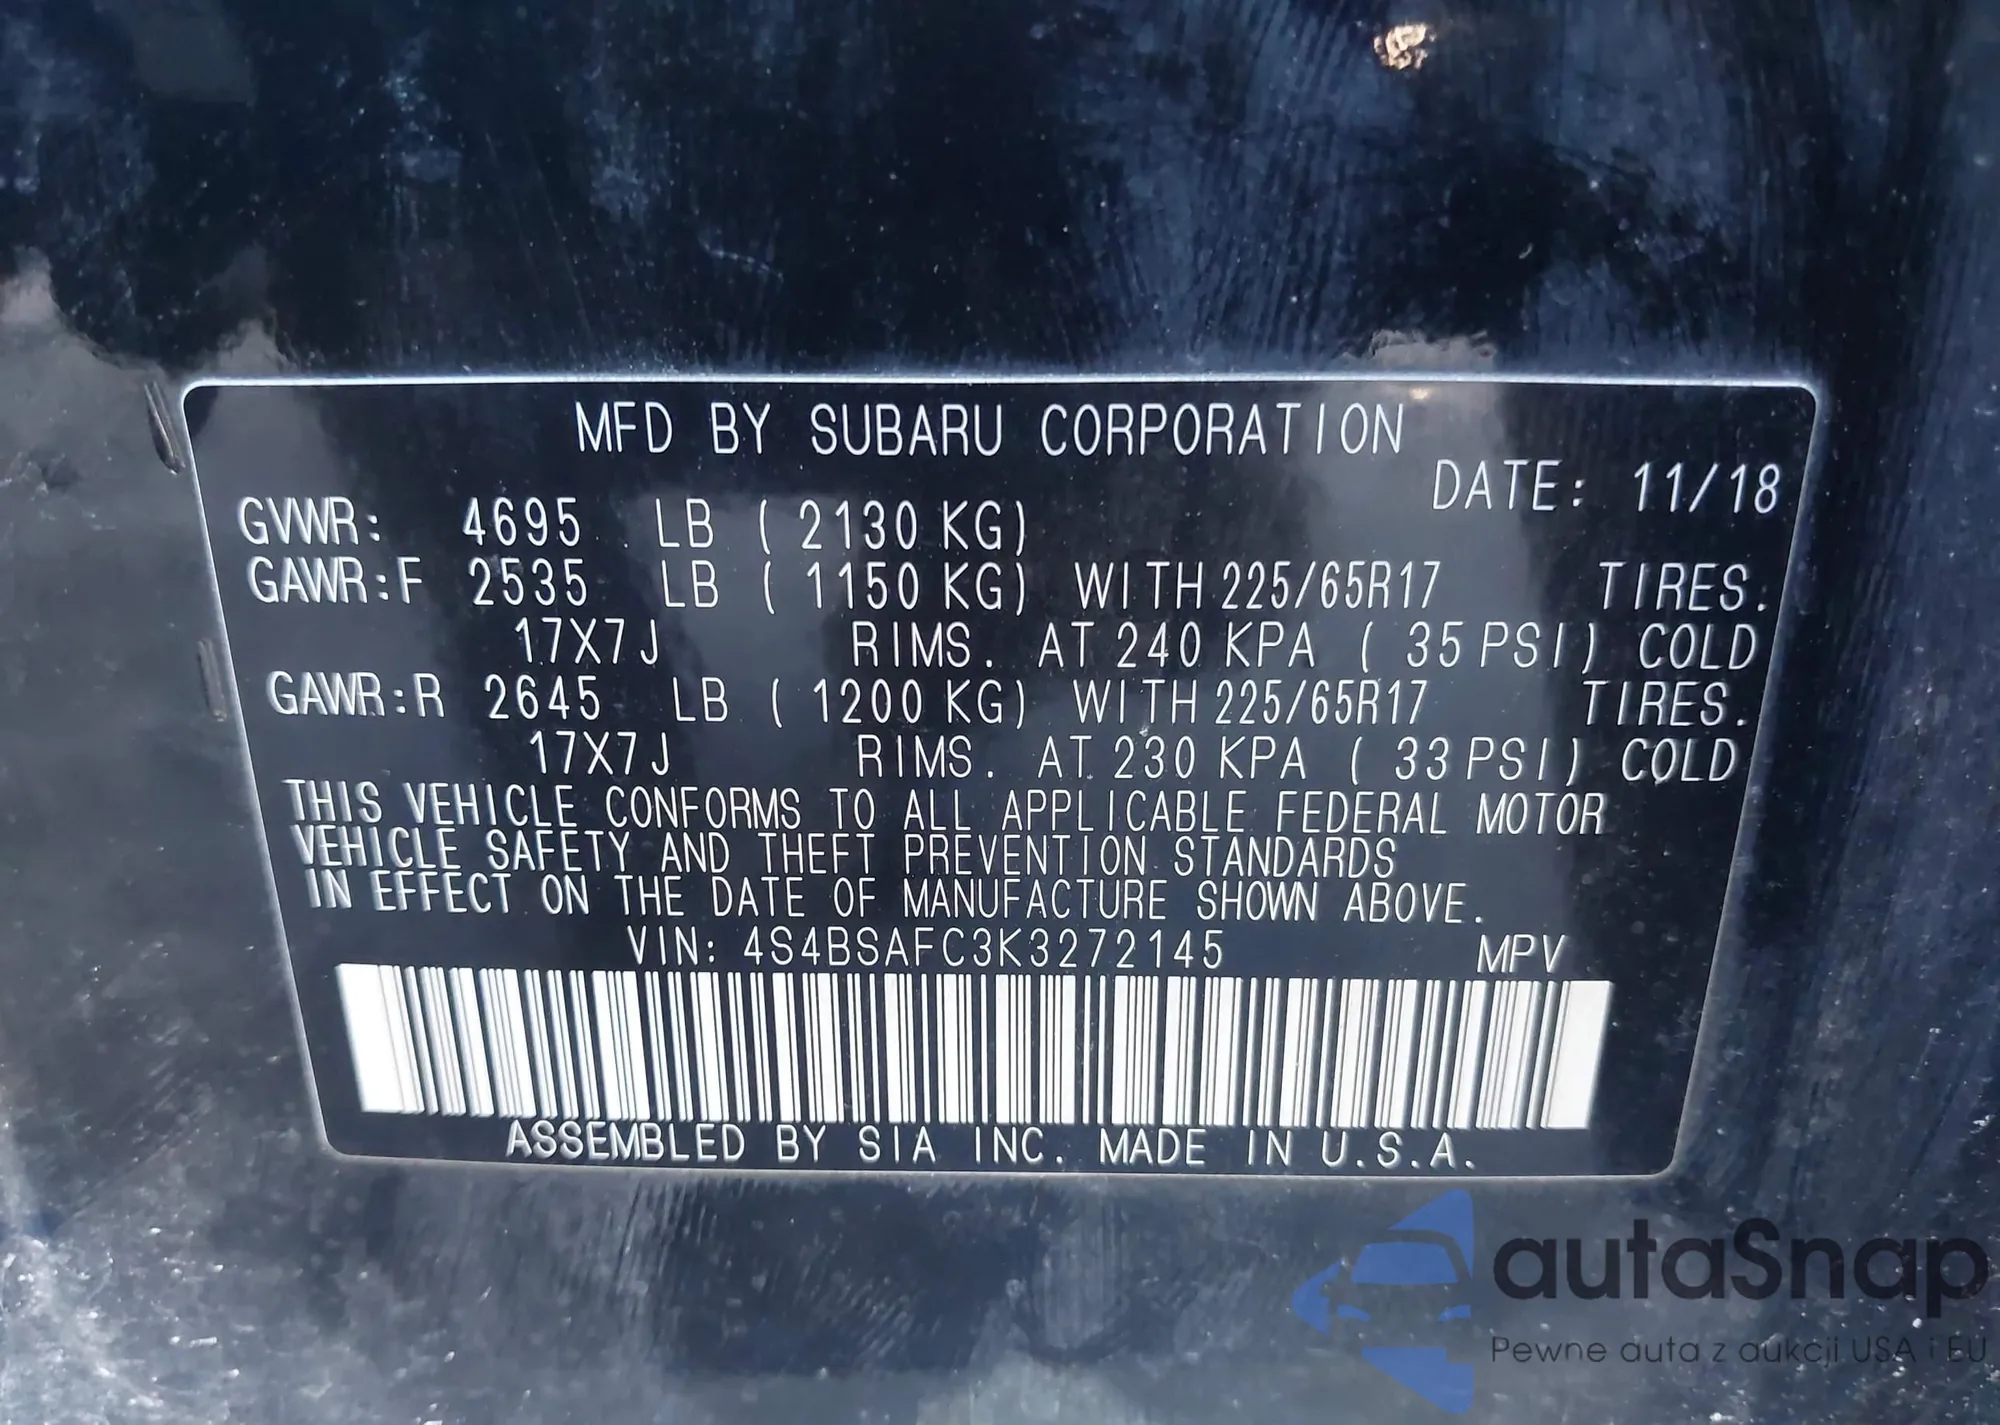 MFD BY SUBARU CORPORATION
DATE: 11/18
GVWR: 4695 LB ( 2130 KG)
GAWR:F 2535 LB ( 1150 KG) WITH 225/65R17 TIRES.
17X7J RIMS. AT 240 KPA ( 35 PSI) COLD
GAWR:R 2645 LB ( 1200 KG) WITH 225/65R17 TIRES.
17X7J RIMS. AT 230 KPA ( 33 PSI) COLD
THIS VEHICLE CONFORMS TO ALL APPLICABLE FEDERAL MOTOR
VEHICLE SAFETY AND THEFT PREVENTION STANDARDS
IN EFFECT ON THE DATE OF MANUFACTURE SHOWN ABOVE.
VIN: 4S4BSAFC3K3272145 MPV
ASSEMBLED BY SIA INC. MADE IN U.S.A.
autaSnap
Pewne auta z aukcji USA i EU